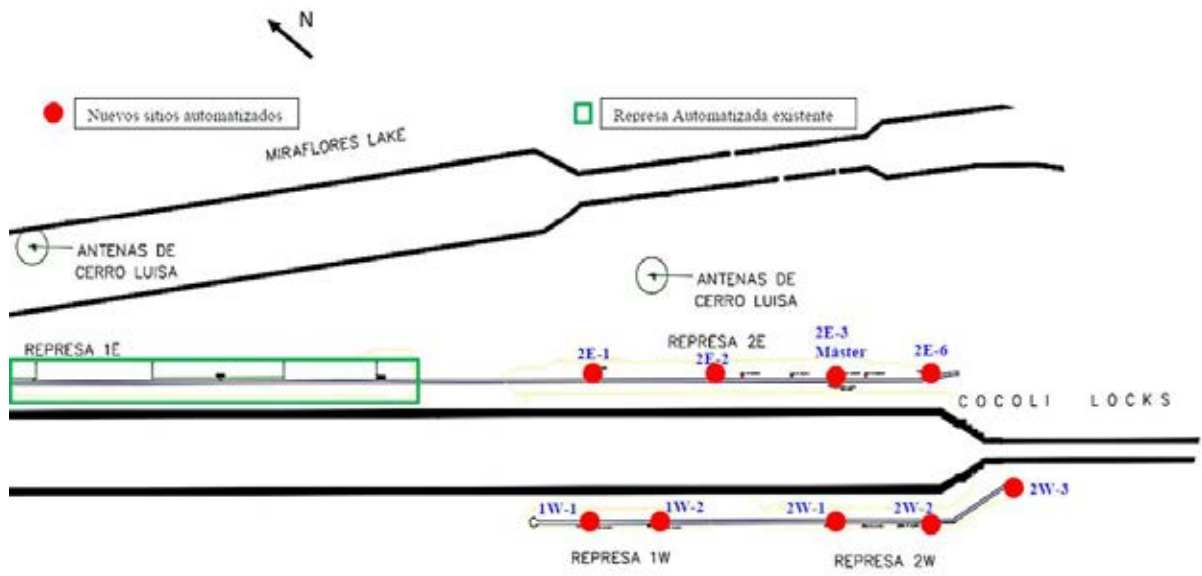 N
Nuevos sitios automatizados
Represa Automatizada existente
MIRAFLORES LAKE
ANTENAS DE
CERRO LUISA
ANTENAS DE
CERRO LUISA
REPRESA 1E
REPRESA 2E
2E-1
2E-2
2E-3
Máster
2E-6
COCOLI LOCKS
1W-1
1W-2
2W-1
2W-2
2W-3
REPRESA 1W
REPRESA 2W